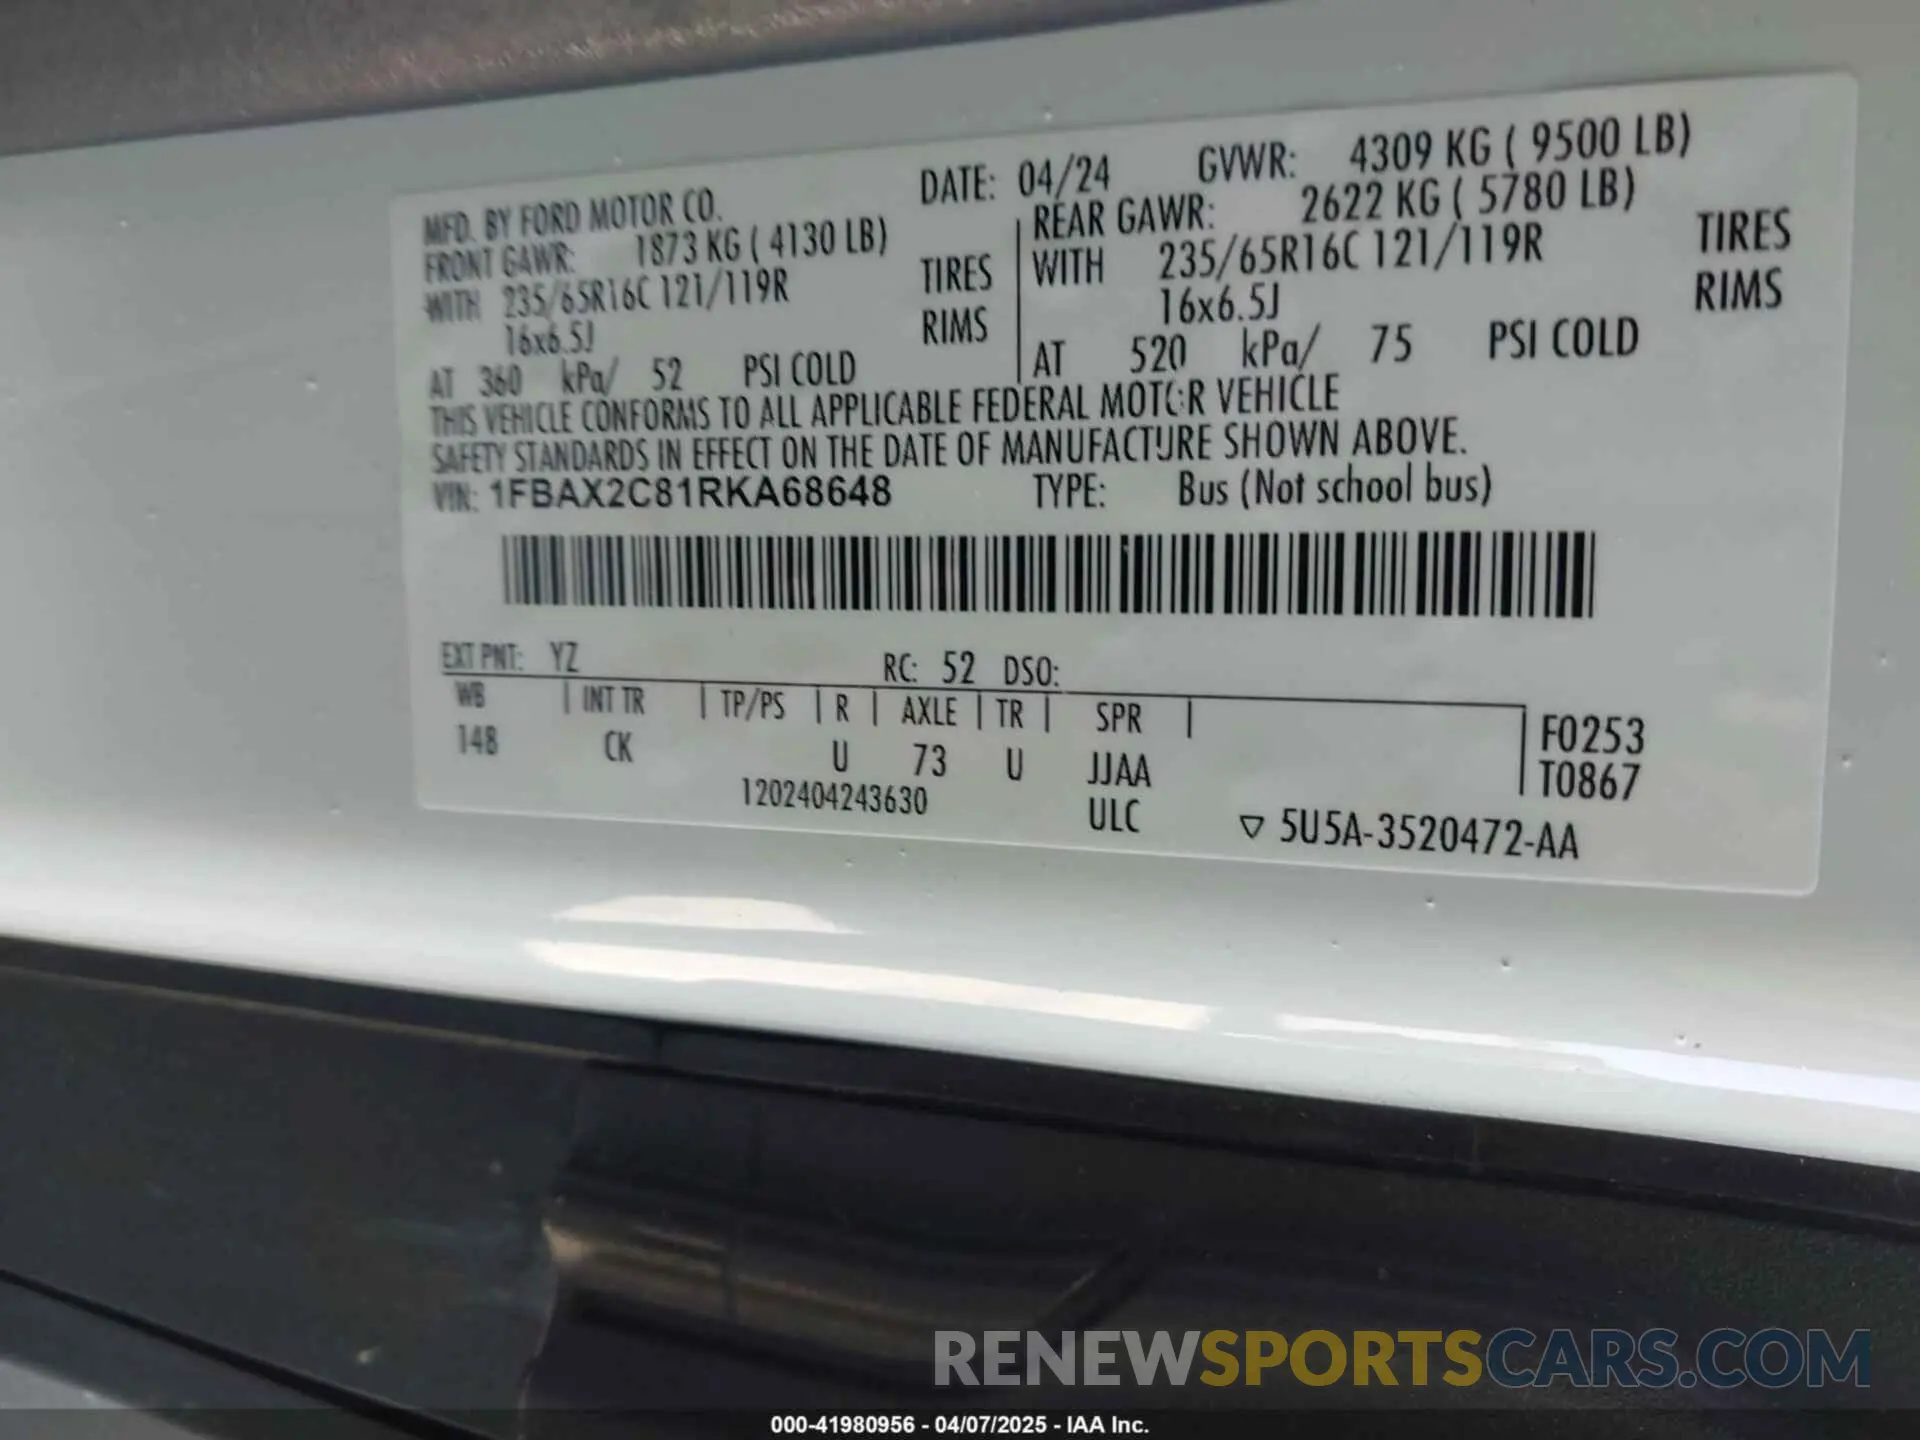 MFD. BY FORD MOTOR CO. DATE: 04/24 GVWR: 4309 KG ( 9500 LB)
FRONT GAWR: 1873 KG ( 4130 LB) REAR GAWR: 2622 KG ( 5780 LB)
WITH 235/65R16C 121/119R TIRES WITH 235/65R16C 121/119R TIRES
16x6.5J RIMS 16x6.5J RIMS
AT 360 kPa/ 52 PSI COLD AT 520 kPa/ 75 PSI COLD
THIS VEHICLE CONFORMS TO ALL APPLICABLE FEDERAL MOTOR VEHICLE
SAFETY STANDARDS IN EFFECT ON THE DATE OF MANUFACTURE SHOWN ABOVE.
VIN: 1FBAX2C81RKA68648 TYPE: Bus (Not school bus)
EXT PNT: YZ RC: 52 DSO:
WB | INT TR | TP/PS | R | AXLE | TR | SPR | F0253
148 CK U 73 U JJAA T0867
1202404243630 ULC ▽ 5U5A-3520472-AA
RENEWSPORTSCARS.COM
000-41980956 - 04/07/2025 - IAA Inc.